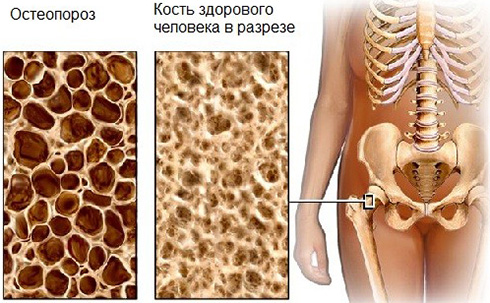 Остеопороз
Кость здорового
человека в разрезе